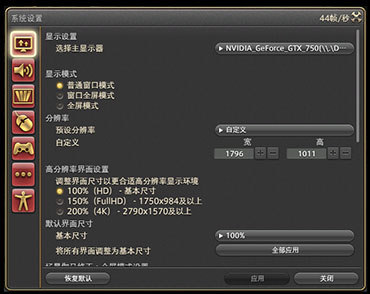 系统设置
44帧/秒
显示设置
选择主显示器
NVIDIA_GeForce_GTX_750(\\.\D…
显示模式
普通窗口模式
窗口全屏模式
全屏模式
分辨率
预设分辨率
自定义
自定义
宽
高
1796
1011
高分辨率界面设置
调整界面尺寸以更合适高分辨率显示环境
100%（HD） - 基本尺寸
150%（FullHD） - 1750x984及以上
200%（4K） - 2790x1570及以上
默认界面尺寸
基本尺寸
100%
将所有界面调整为基本尺寸
全部应用
恢复默认
应用
关闭